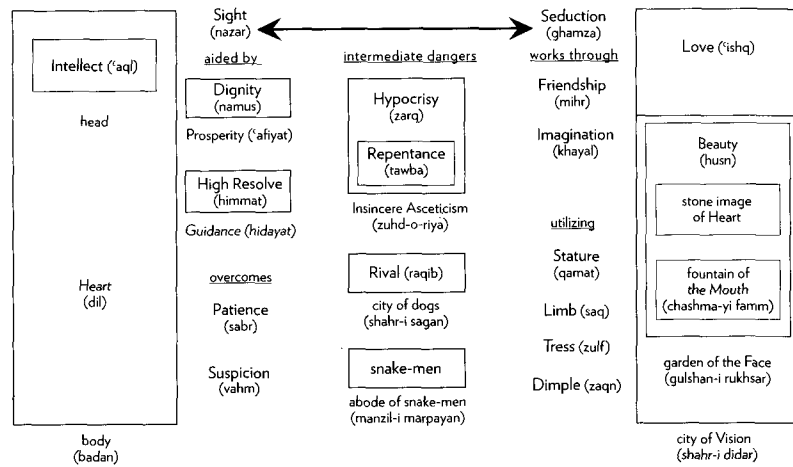 Sight
(nazar)
Seduction
(ghamza)
Intellect (ʿaql)
head
Heart
(dil)
body
(badan)
aided by
Dignity
(namus)
Prosperity (ʿafiyat)
High Resolve
(himmat)
Guidance (hidayat)
overcomes
Patience
(sabr)
Suspicion
(vahm)
intermediate dangers
Hypocrisy
(zarq)
Repentance
(tawba)
Insincere Asceticism
(zuhd-o-riya)
Rival (raqib)
city of dogs
(shahr-i sagan)
snake-men
abode of snake-men
(manzil-i marpayan)
works through
Friendship
(mihr)
Imagination
(khayal)
utilizing
Stature
(qamat)
Limb (saq)
Tress (zulf)
Dimple (zaqn)
Love (ʿishq)
Beauty
(husn)
stone image
of Heart
fountain of
the Mouth
(chashma-yi famm)
garden of the Face
(gulshan-i rukhsar)
city of Vision
(shahr-i didar)